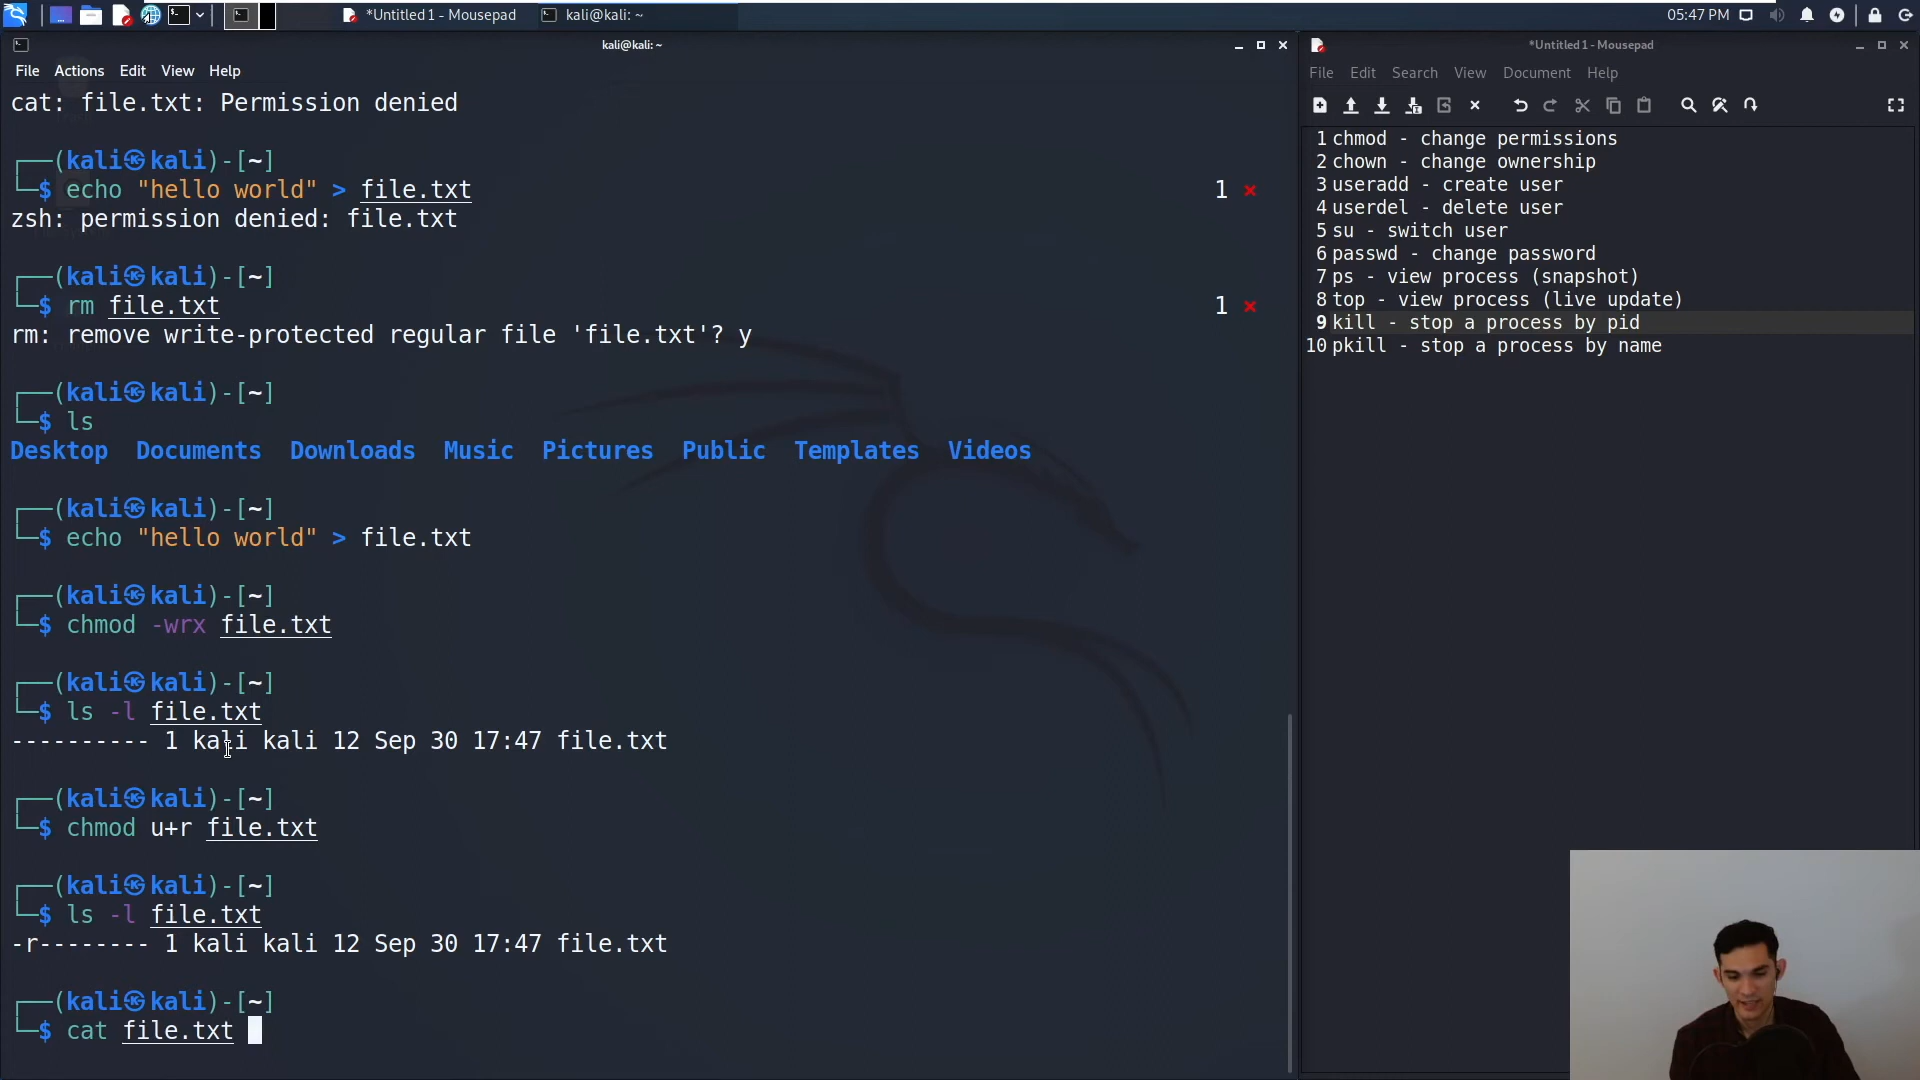 *Untitled 1 - Mousepad
kali@kali: ~
05:47 PM
kali@kali: ~
File Actions Edit View Help
cat: file.txt: Permission denied
┌──(kali㉿kali)-[~]
└─$ echo "hello world" > file.txt
1 ⨯
zsh: permission denied: file.txt
┌──(kali㉿kali)-[~]
└─$ rm file.txt
1 ⨯
rm: remove write-protected regular file 'file.txt'? y
┌──(kali㉿kali)-[~]
└─$ ls
Desktop Documents Downloads Music Pictures Public Templates Videos
┌──(kali㉿kali)-[~]
└─$ echo "hello world" > file.txt
┌──(kali㉿kali)-[~]
└─$ chmod -wrx file.txt
┌──(kali㉿kali)-[~]
└─$ ls -l file.txt
---------- 1 kali kali 12 Sep 30 17:47 file.txt
┌──(kali㉿kali)-[~]
└─$ chmod u+r file.txt
┌──(kali㉿kali)-[~]
└─$ ls -l file.txt
-r-------- 1 kali kali 12 Sep 30 17:47 file.txt
┌──(kali㉿kali)-[~]
└─$ cat file.txt
*Untitled 1 - Mousepad
File Edit Search View Document Help
1 chmod - change permissions
2 chown - change ownership
3 useradd - create user
4 userdel - delete user
5 su - switch user
6 passwd - change password
7 ps - view process (snapshot)
8 top - view process (live update)
9 kill - stop a process by pid
10 pkill - stop a process by name